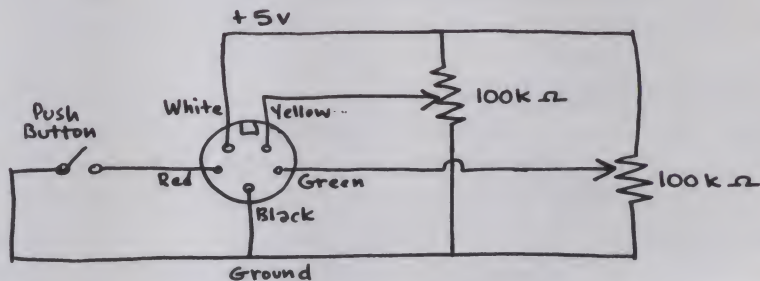 +5v
100k Ω
White
Yellow
Push
Button
Red
Green
100k Ω
Black
Ground